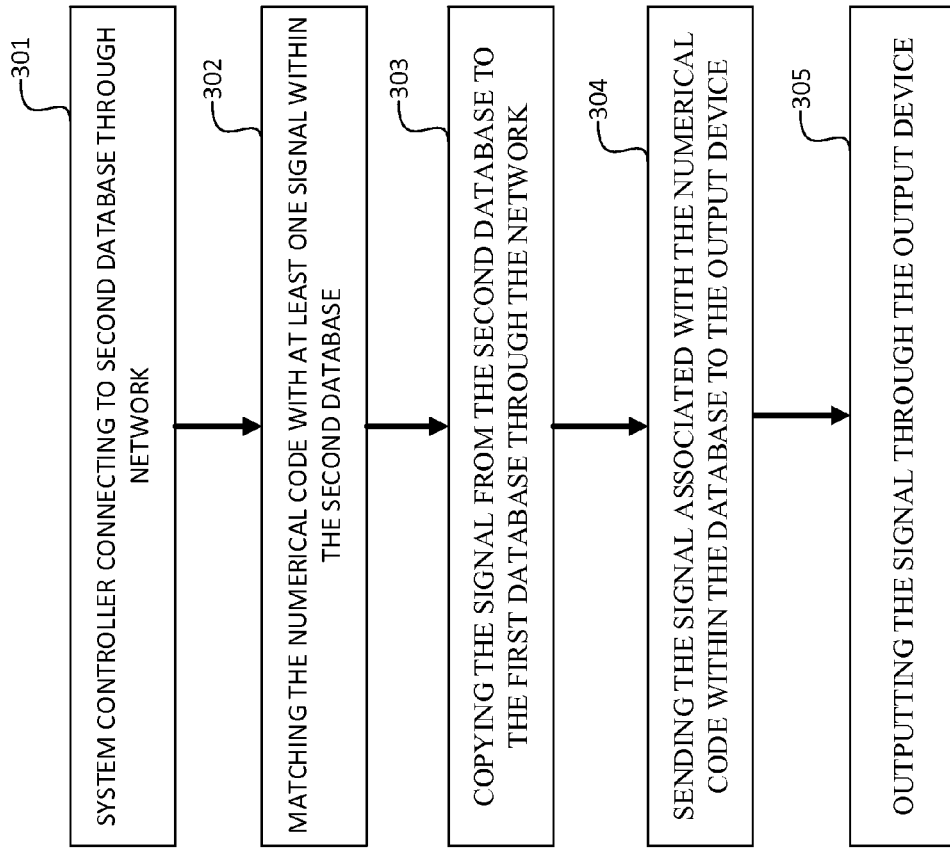 301
SYSTEM CONTROLLER CONNECTING TO SECOND DATABASE THROUGH
NETWORK
302
MATCHING THE NUMERICAL CODE WITH AT LEAST ONE SIGNAL WITHIN
THE SECOND DATABASE
303
COPYING THE SIGNAL FROM THE SECOND DATABASE TO
THE FIRST DATABASE THROUGH THE NETWORK
304
SENDING THE SIGNAL ASSOCIATED WITH THE NUMERICAL
CODE WITHIN THE DATABASE TO THE OUTPUT DEVICE
305
OUTPUTTING THE SIGNAL THROUGH THE OUTPUT DEVICE